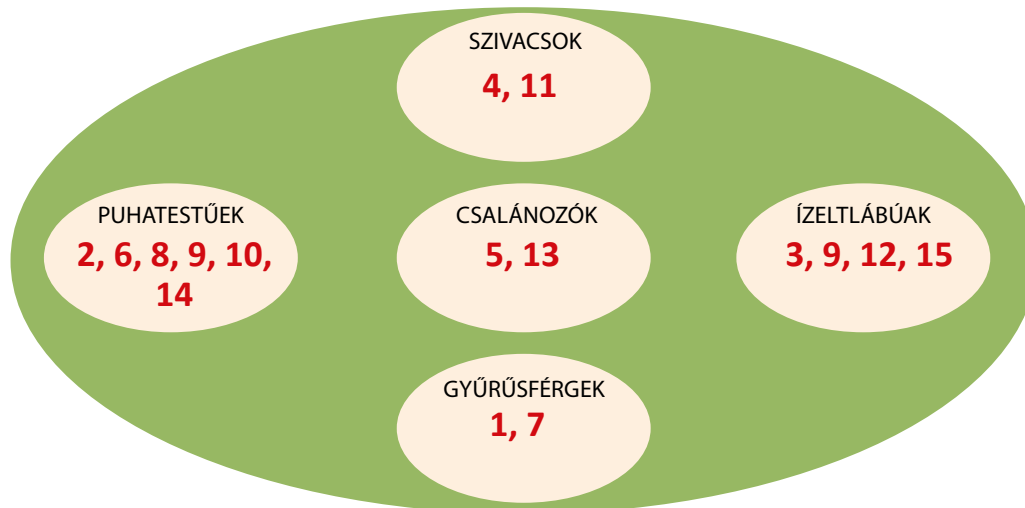 SZIVACSOK
4, 11
PUHATESTŰEK
2, 6, 8, 9, 10,
14
CSALÁNOZÓK
5, 13
ÍZELTLÁBÚAK
3, 9, 12, 15
GYŰRŰSFÉRGEK
1, 7